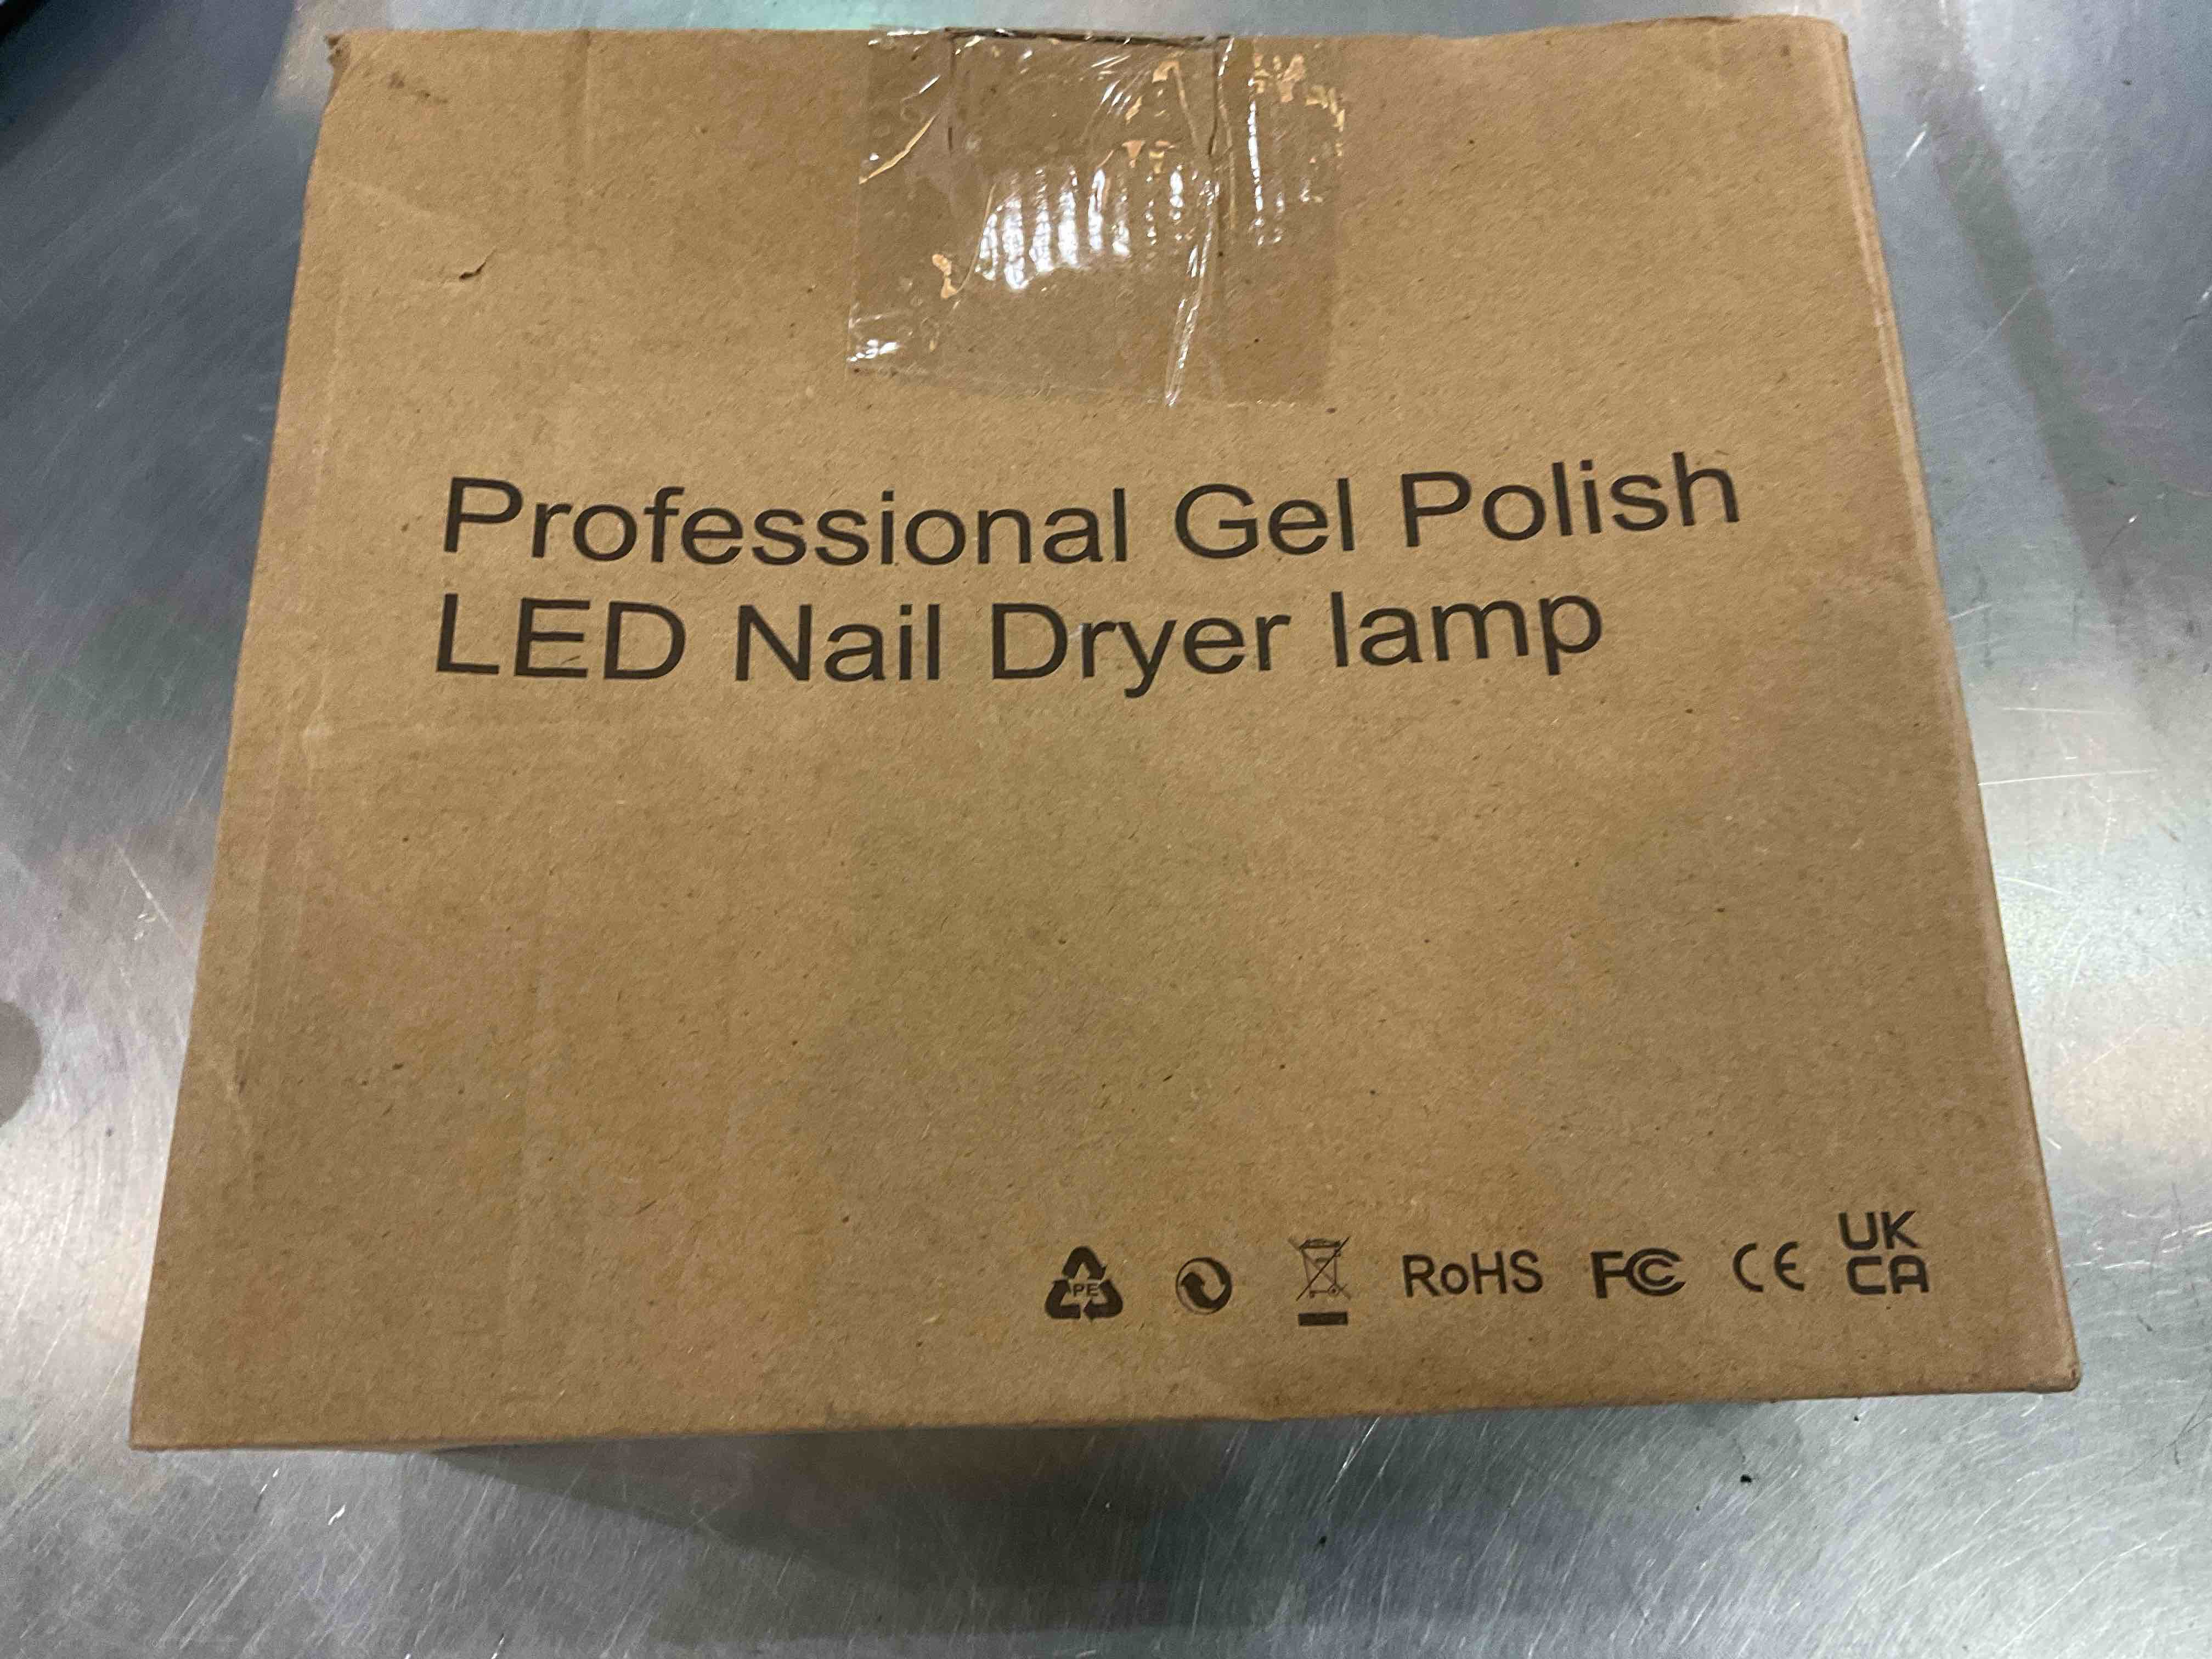 Professional Gel Polish
LED Nail Dryer lamp
PE
RoHS
FC
CE
UK
CA